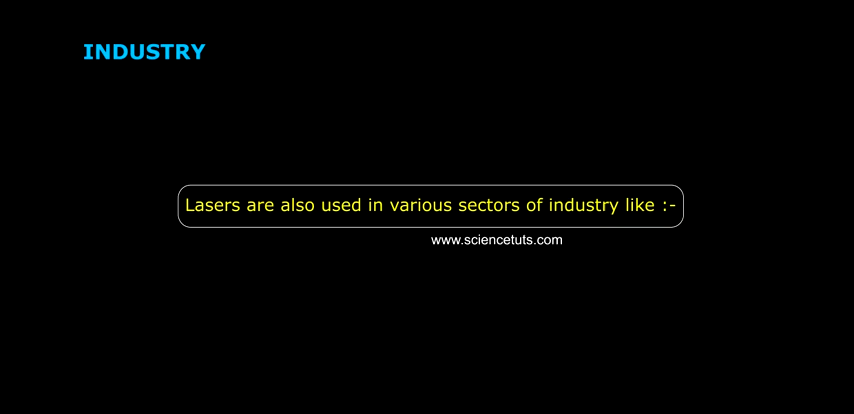 INDUSTRY
Lasers are also used in various sectors of industry like :-
www.sciencetuts.com